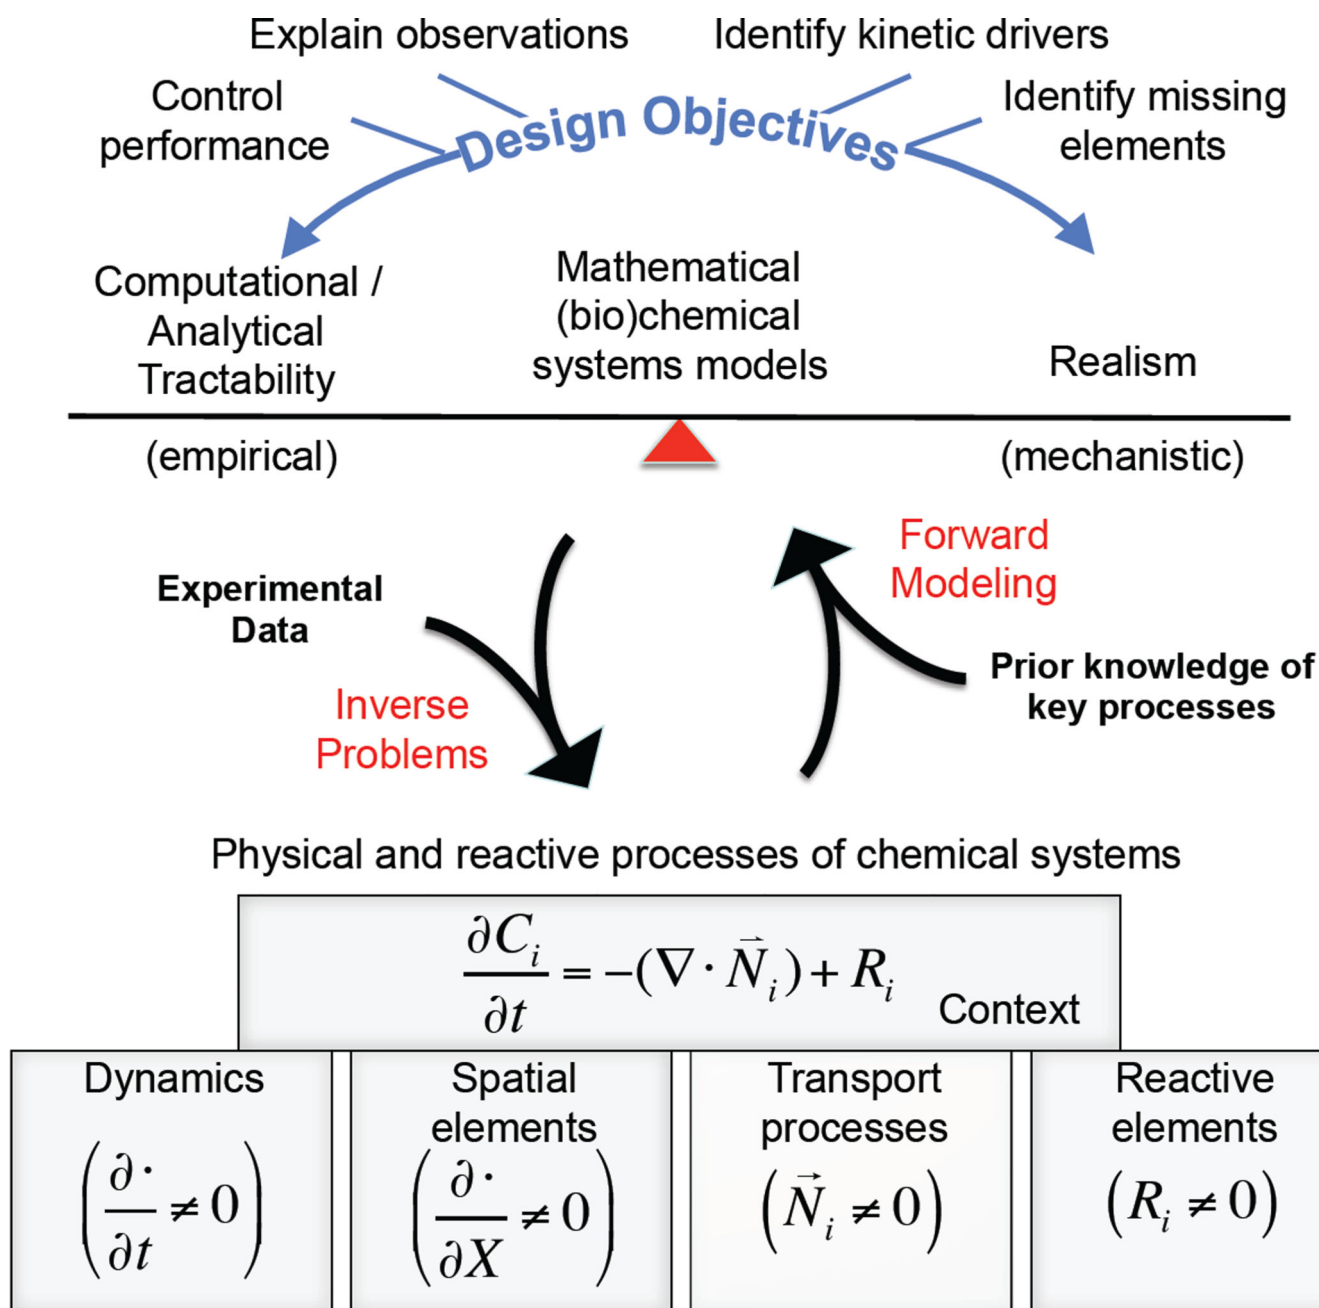 Explain observations
Identify kinetic drivers
Control
performance
Design Objectives
Identify missing
elements
Computational /
Analytical
Tractability
Mathematical
(bio)chemical
systems models
Realism
(empirical)
(mechanistic)
Experimental
Data
Inverse
Problems
Forward
Modeling
Prior knowledge of
key processes
Physical and reactive processes of chemical systems
∂C_i/∂t = -(∇·N⃗_i) + R_i
Context
Dynamics
(∂·/∂t ≠ 0)
Spatial
elements
(∂·/∂X ≠ 0)
Transport
processes
(N⃗_i ≠ 0)
Reactive
elements
(R_i ≠ 0)